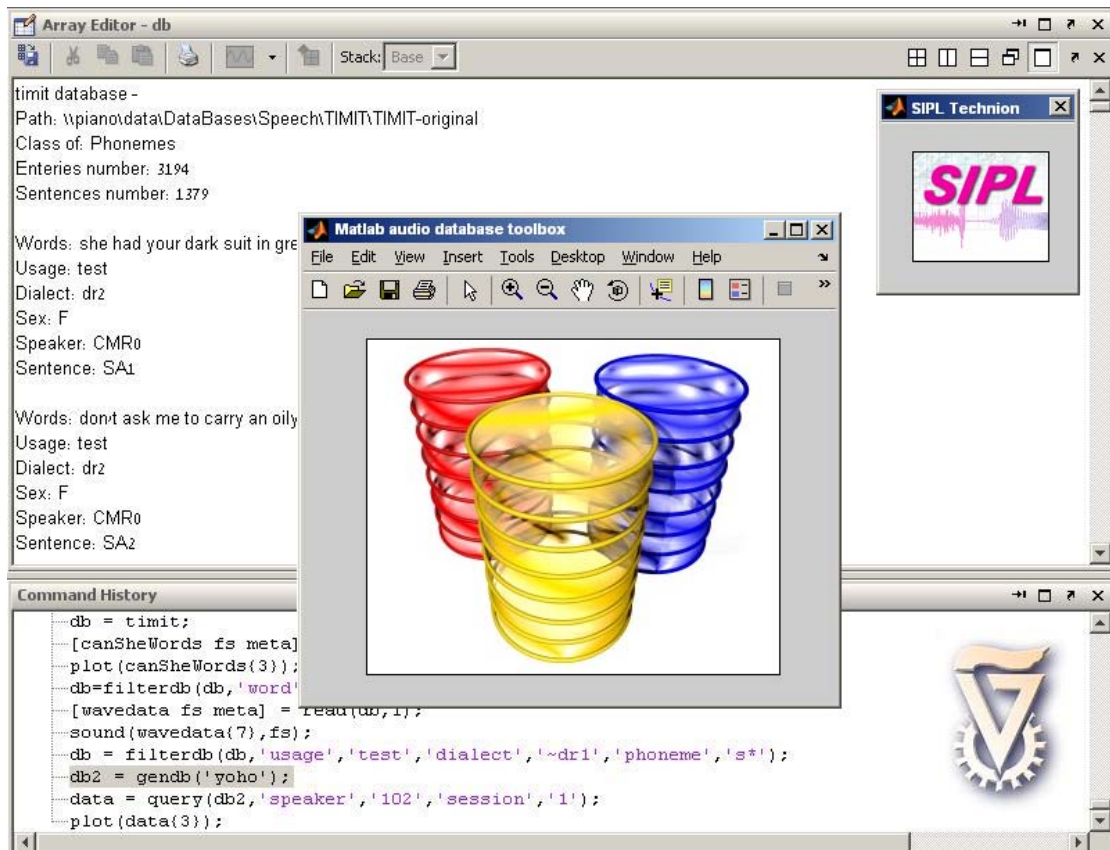 Array Editor - db
Stack: Base
timit database -
Path: \\piano\data\DataBases\Speech\TIMIT\TIMIT-original
Class of: Phonemes
Enteries number: 3194
Sentences number: 1379
Words: she had your dark suit in gre
Usage: test
Dialect: dr2
Sex: F
Speaker: CMR0
Sentence: SA1
Words: don't ask me to carry an oily
Usage: test
Dialect: dr2
Sex: F
Speaker: CMR0
Sentence: SA2
SIPL Technion
SIPL
Matlab audio database toolbox
File Edit View Insert Tools Desktop Window Help
Command History
db = timit;
[canSheWords fs meta]
plot(canSheWords{3});
db=filterdb(db,'word'
[wavedata fs meta] = read(db,1);
sound(wavedata{7},fs);
db = filterdb(db,'usage','test','dialect','~dr1','phoneme','s*');
db2 = gendb('yoho');
data = query(db2,'speaker','102','session','1');
plot(data{3});